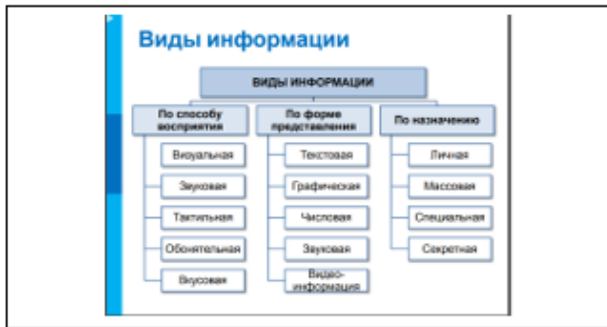 Виды информации
ВИДЫ ИНФОРМАЦИИ
По способу
восприятия
Визуальная
Звуковая
Тактильная
Обонятельная
Вкусовая
По форме
представления
Текстовая
Графическая
Числовая
Звуковая
Видео-
информация
По назначению
Личная
Массовая
Специальная
Секретная